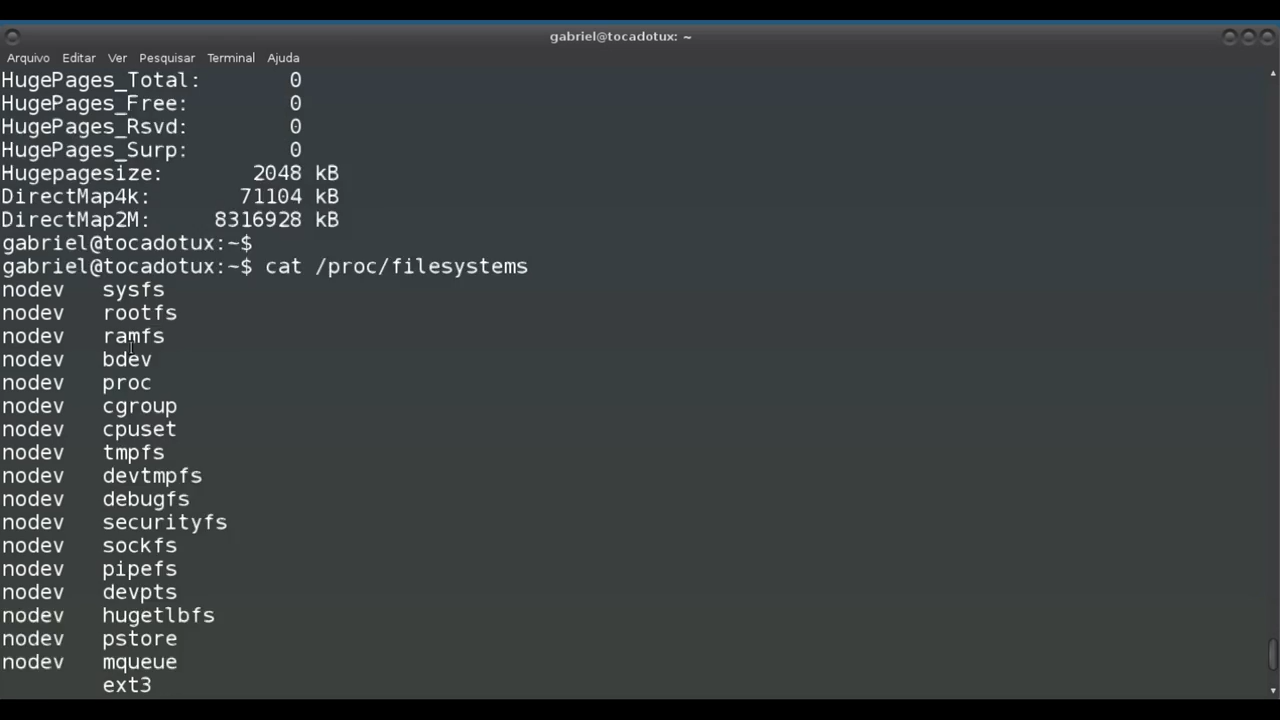 gabriel@tocadotux: ~
Arquivo Editar Ver Pesquisar Terminal Ajuda
HugePages_Total: 0
HugePages_Free: 0
HugePages_Rsvd: 0
HugePages_Surp: 0
Hugepagesize: 2048 kB
DirectMap4k: 71104 kB
DirectMap2M: 8316928 kB
gabriel@tocadotux:~$
gabriel@tocadotux:~$ cat /proc/filesystems
nodev sysfs
nodev rootfs
nodev ramfs
nodev bdev
nodev proc
nodev cgroup
nodev cpuset
nodev tmpfs
nodev devtmpfs
nodev debugfs
nodev securityfs
nodev sockfs
nodev pipefs
nodev devpts
nodev hugetlbfs
nodev pstore
nodev mqueue
ext3